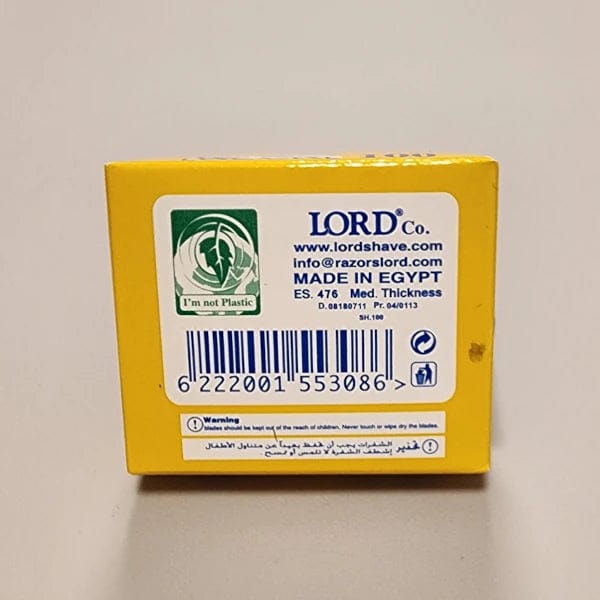 I'm not Plastic
LORD® Co.
www.lordshave.com
info@razorslord.com
MADE IN EGYPT
ES. 476 Med. Thickness
D. 08180711 Pr. 04/0113
SH.100
6 222001 553086 >
Warning
blades should be kept out of the reach of children. Never touch or wipe dry the blades.
تحذير الشفرات يجب أن تحفظ بعيداً عن متناول الأطفال
إشطف الشفرة لا تلمس أو تمسح.